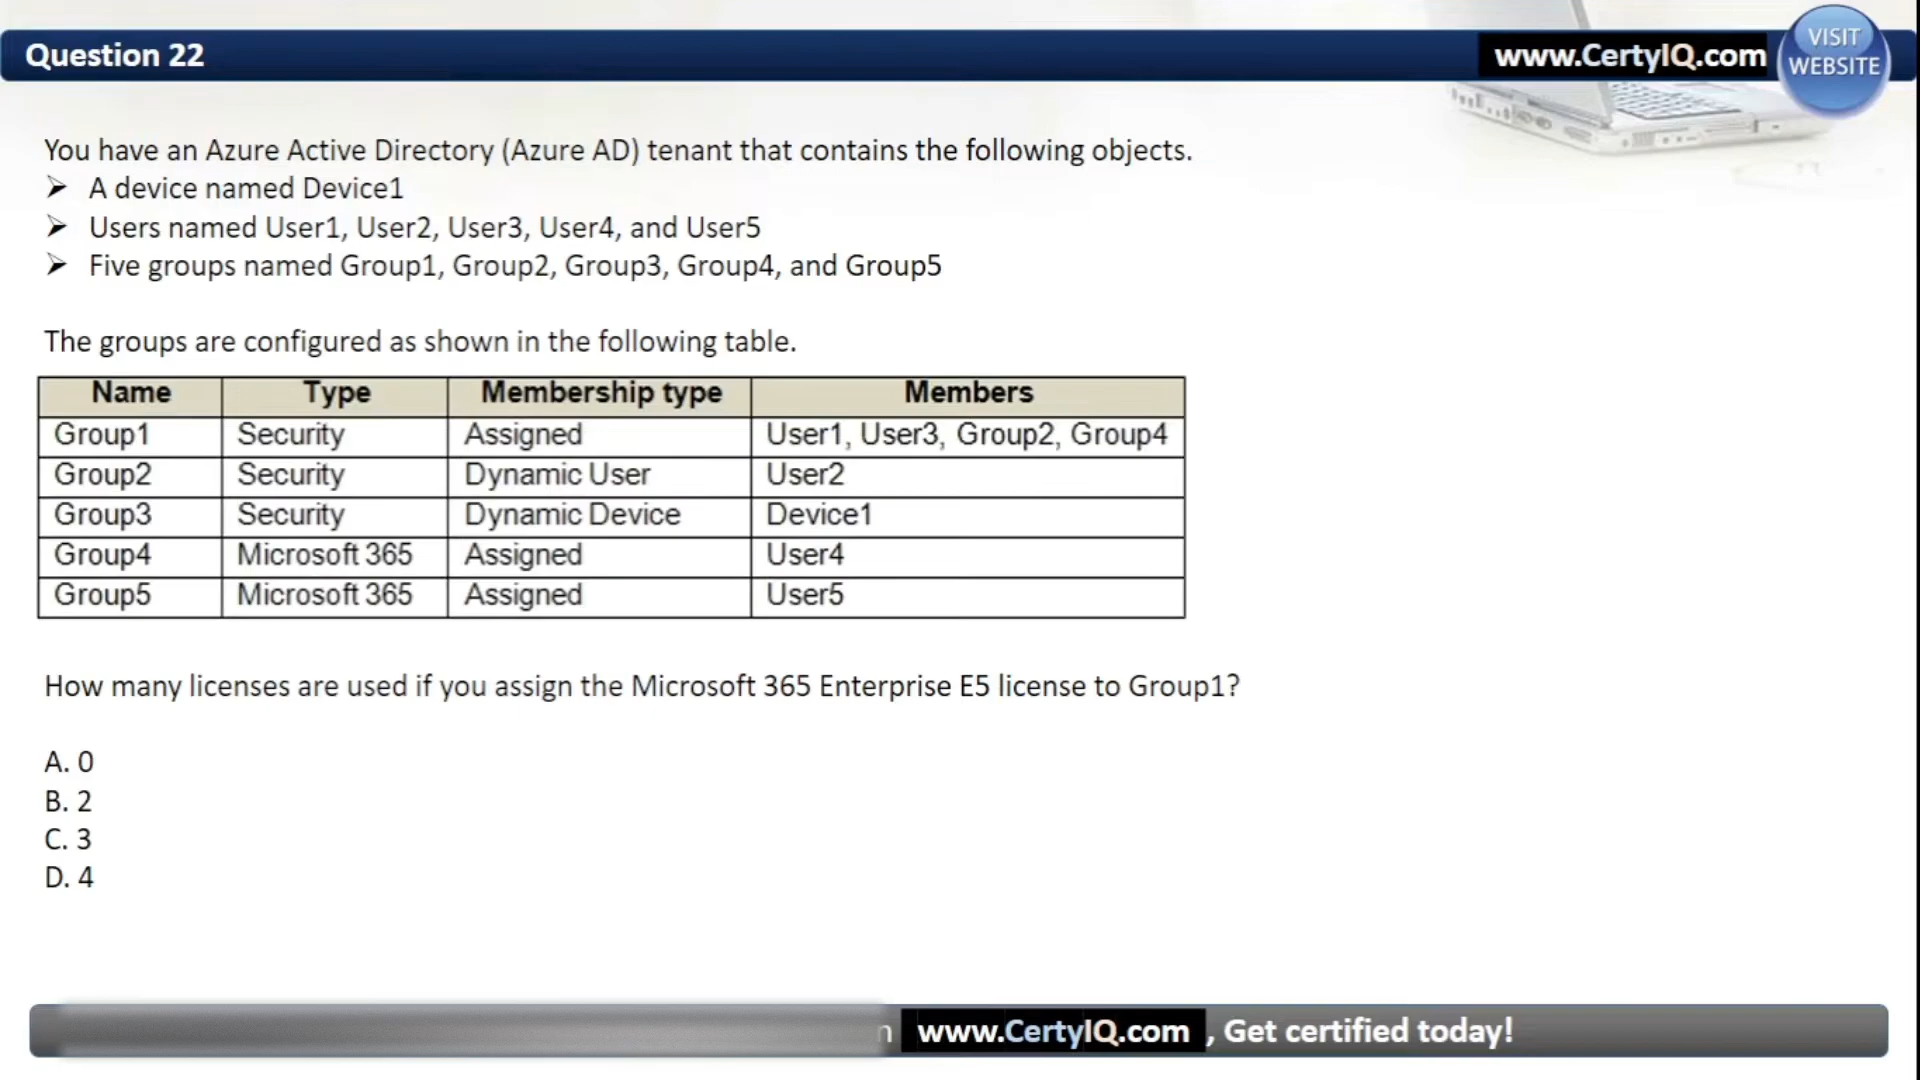 Question 22
www.CertyIQ.com
VISIT
WEBSITE
You have an Azure Active Directory (Azure AD) tenant that contains the following objects.
➢ A device named Device1
➢ Users named User1, User2, User3, User4, and User5
➢ Five groups named Group1, Group2, Group3, Group4, and Group5
The groups are configured as shown in the following table.
Name Type Membership type Members
Group1 Security Assigned User1, User3, Group2, Group4
Group2 Security Dynamic User User2
Group3 Security Dynamic Device Device1
Group4 Microsoft 365 Assigned User4
Group5 Microsoft 365 Assigned User5
How many licenses are used if you assign the Microsoft 365 Enterprise E5 license to Group1?
A. 0
B. 2
C. 3
D. 4
www.CertyIQ.com , Get certified today!